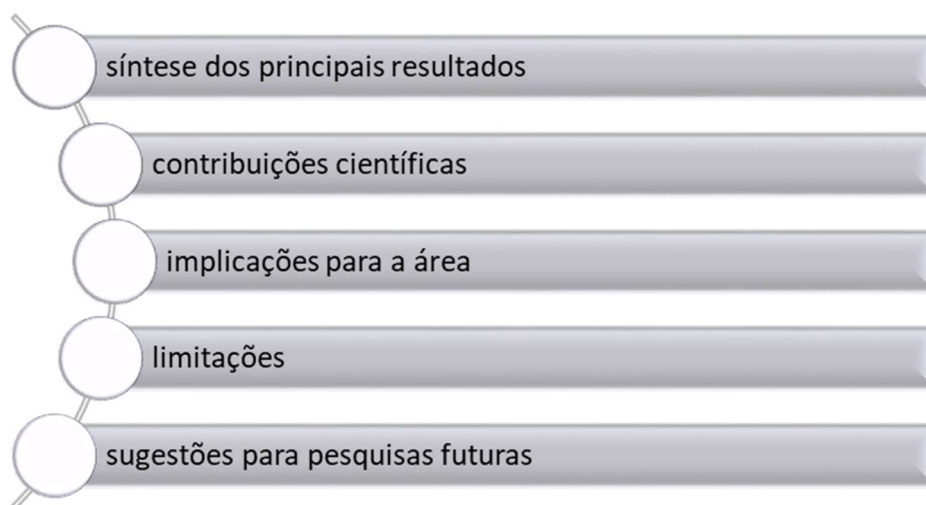 síntese dos principais resultados
contribuições científicas
implicações para a área
limitações
sugestões para pesquisas futuras